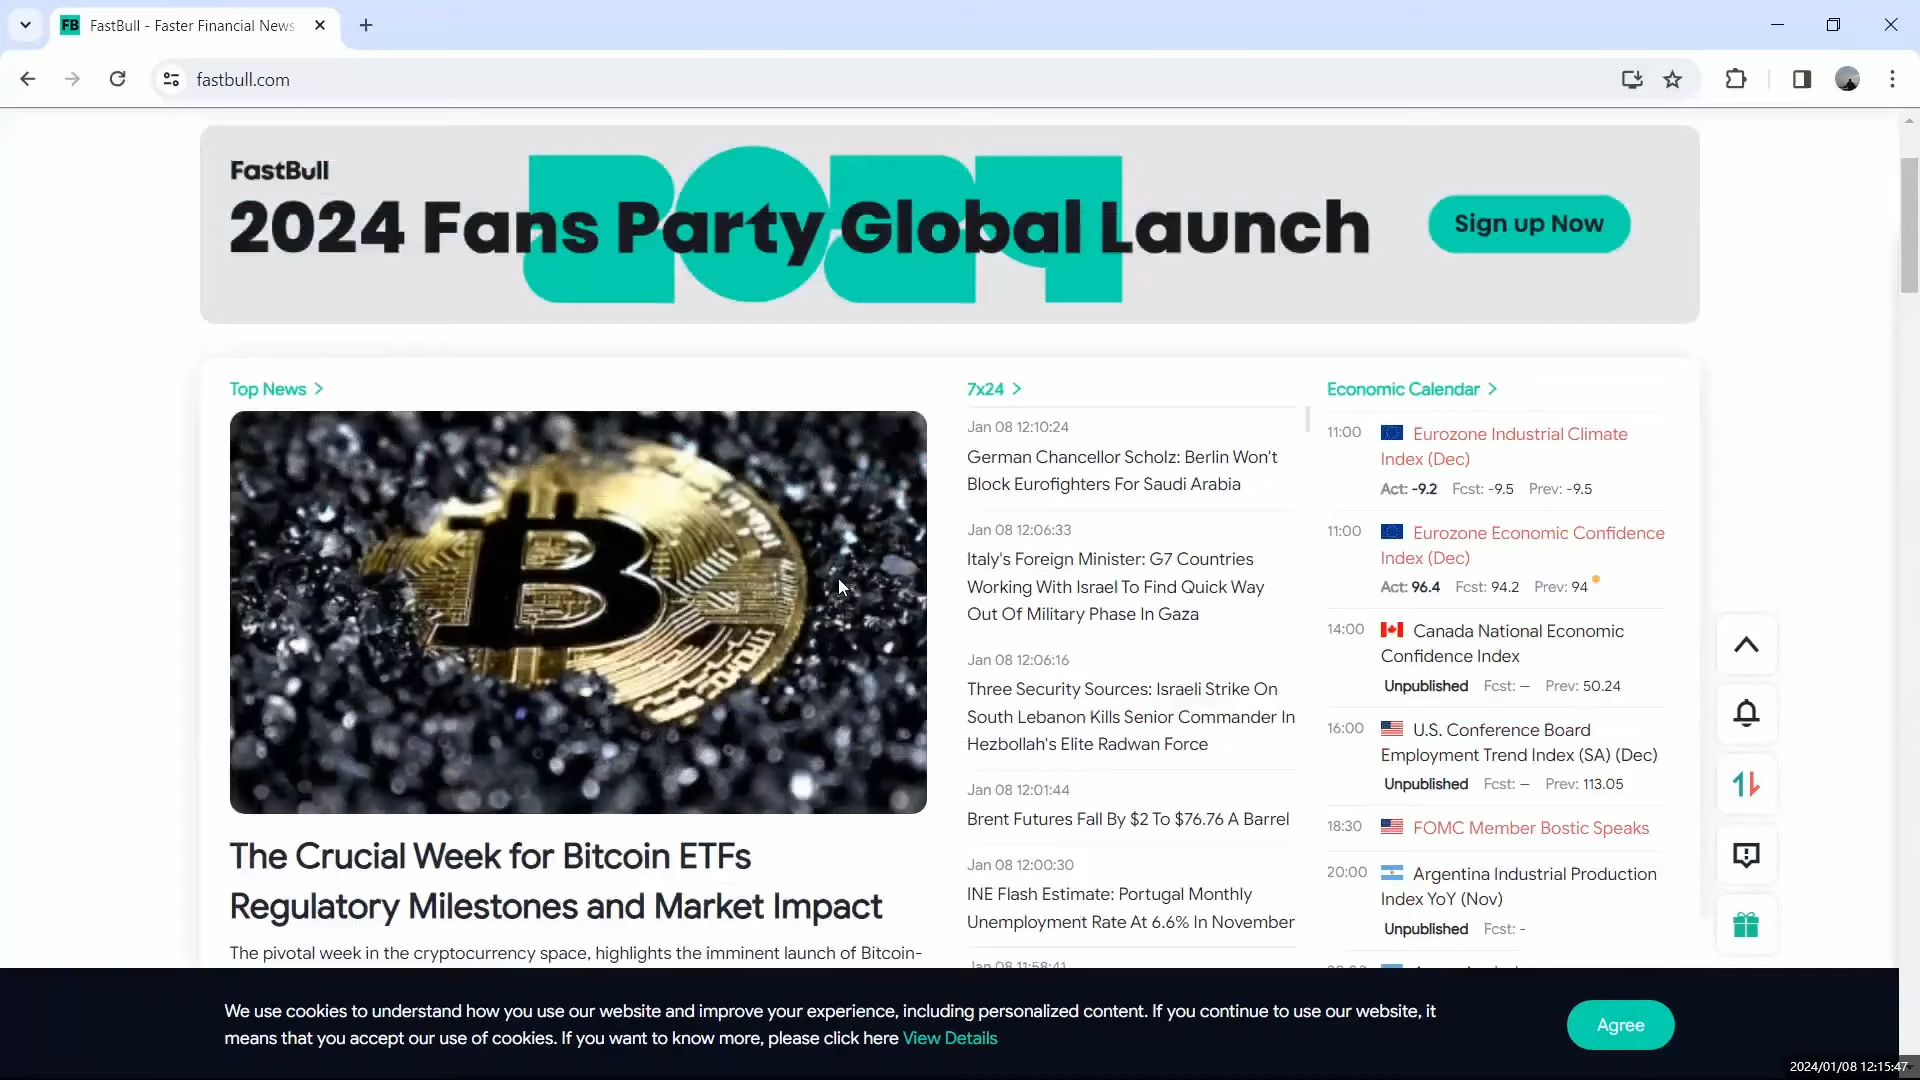 FB FastBull - Faster Financial News
fastbull.com
FastBull
2024
2024 Fans Party Global Launch
Sign up Now
Top News >
The Crucial Week for Bitcoin ETFs
Regulatory Milestones and Market Impact
The pivotal week in the cryptocurrency space, highlights the imminent launch of Bitcoin-
7x24 >
Jan 08 12:10:24
German Chancellor Scholz: Berlin Won't
Block Eurofighters For Saudi Arabia
Jan 08 12:06:33
Italy's Foreign Minister: G7 Countries
Working With Israel To Find Quick Way
Out Of Military Phase In Gaza
Jan 08 12:06:16
Three Security Sources: Israeli Strike On
South Lebanon Kills Senior Commander In
Hezbollah's Elite Radwan Force
Jan 08 12:01:44
Brent Futures Fall By $2 To $76.76 A Barrel
Jan 08 12:00:30
INE Flash Estimate: Portugal Monthly
Unemployment Rate At 6.6% In November
Jan 08 11:58:41
Economic Calendar >
11:00 Eurozone Industrial Climate
Index (Dec)
Act: -9.2 Fcst: -9.5 Prev: -9.5
11:00 Eurozone Economic Confidence
Index (Dec)
Act: 96.4 Fcst: 94.2 Prev: 94
14:00 Canada National Economic
Confidence Index
Unpublished Fcst: – Prev: 50.24
16:00 U.S. Conference Board
Employment Trend Index (SA) (Dec)
Unpublished Fcst: – Prev: 113.05
18:30 FOMC Member Bostic Speaks
20:00 Argentina Industrial Production
Index YoY (Nov)
Unpublished Fcst: -
We use cookies to understand how you use our website and improve your experience, including personalized content. If you continue to use our website, it
means that you accept our use of cookies. If you want to know more, please click here View Details
Agree
2024/01/08 12:15:47